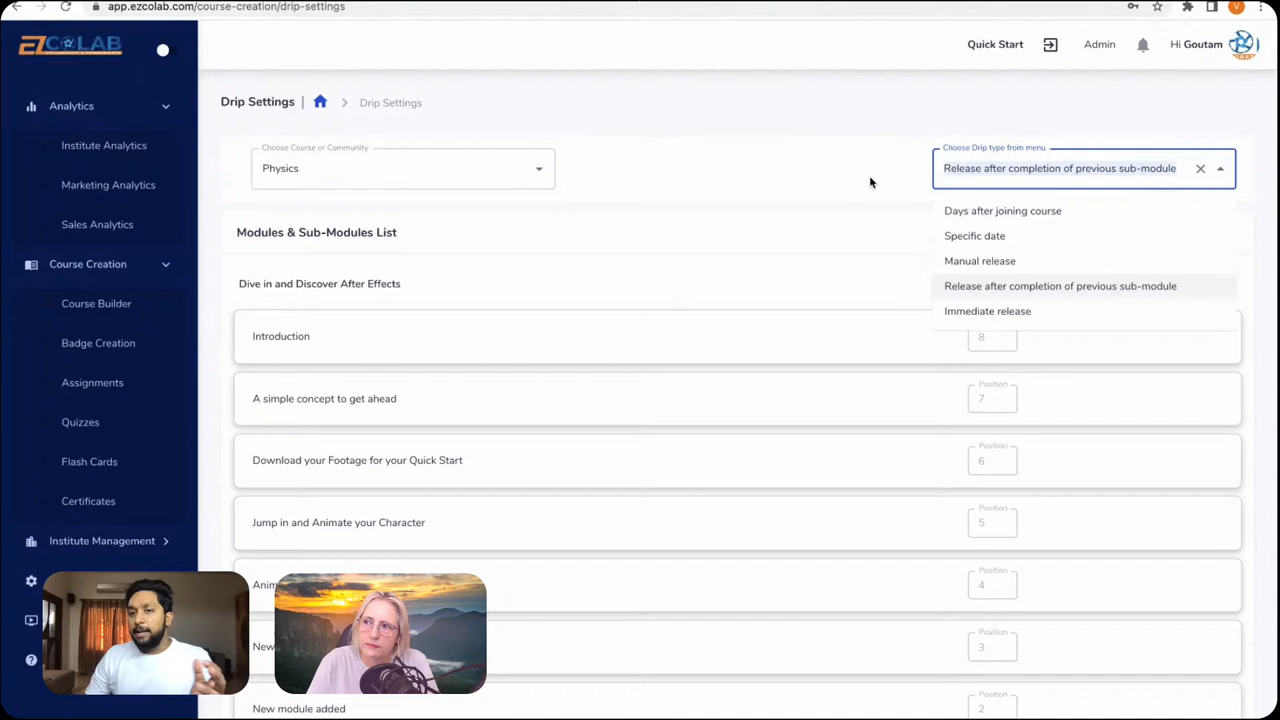 app.ezcolab.com/course-creation/drip-settings
V
EZCOLAB
Quick Start
Admin
Hi Goutam
Analytics
Institute Analytics
Marketing Analytics
Sales Analytics
Course Creation
Course Builder
Badge Creation
Assignments
Quizzes
Flash Cards
Certificates
Institute Management
Drip Settings | > Drip Settings
Choose Course or Community
Physics
Choose Drip type from menu
Release after completion of previous sub-module
Days after joining course
Specific date
Manual release
Release after completion of previous sub-module
Immediate release
Modules & Sub-Modules List
Dive in and Discover After Effects
Introduction
8
A simple concept to get ahead
Position
7
Download your Footage for your Quick Start
Position
6
Jump in and Animate your Character
Position
5
Anim
Position
4
New
Position
3
New module added
Position
2